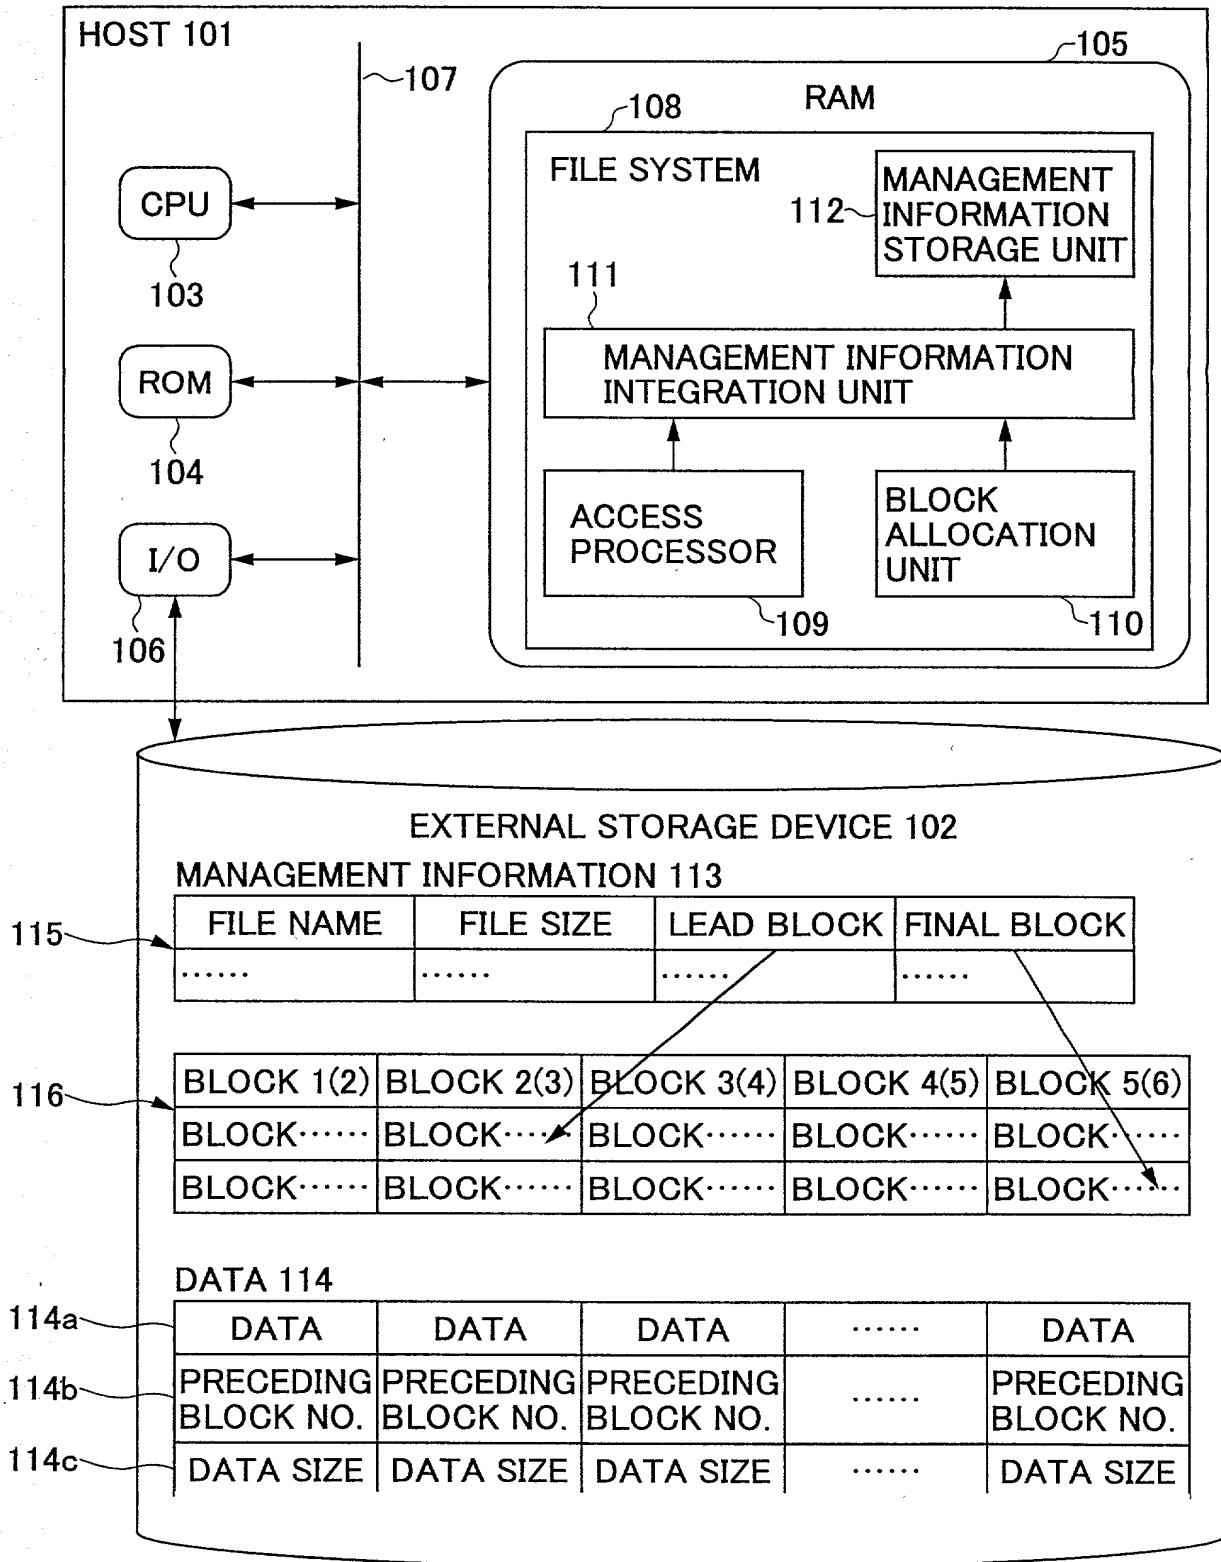 HOST 101
107
105
RAM
108
FILE SYSTEM
MANAGEMENT
INFORMATION
STORAGE UNIT
112
CPU
103
111
MANAGEMENT INFORMATION
INTEGRATION UNIT
ROM
104
ACCESS
PROCESSOR
109
BLOCK
ALLOCATION
UNIT
110
I/O
106
EXTERNAL STORAGE DEVICE 102
MANAGEMENT INFORMATION 113
115
FILE NAME FILE SIZE LEAD BLOCK FINAL BLOCK
…… …… …… ……
116
BLOCK 1(2) BLOCK 2(3) BLOCK 3(4) BLOCK 4(5) BLOCK 5(6)
BLOCK…… BLOCK…… BLOCK…… BLOCK…… BLOCK……
BLOCK…… BLOCK…… BLOCK…… BLOCK…… BLOCK……
DATA 114
114a DATA DATA DATA …… DATA
114b PRECEDING BLOCK NO. PRECEDING BLOCK NO. PRECEDING BLOCK NO. …… PRECEDING BLOCK NO.
114c DATA SIZE DATA SIZE DATA SIZE …… DATA SIZE